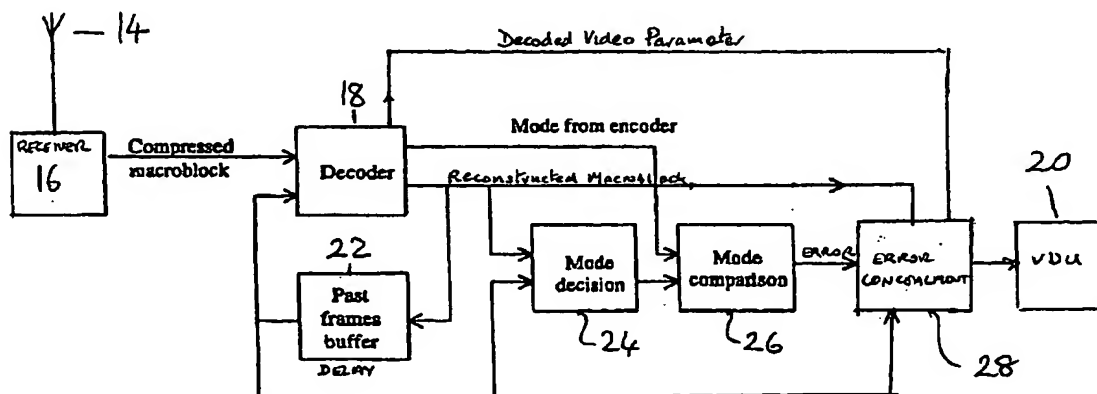 14
Decoded Video Parameter
18
RECEIVER
16
Compressed
macroblock
Decoder
Mode from encoder
Reconstructed Macroblock
20
VDU
22
Past
frames
buffer
DELAY
Mode
decision
24
Mode
comparison
26
ERROR
ERROR
CONCEALMENT
28